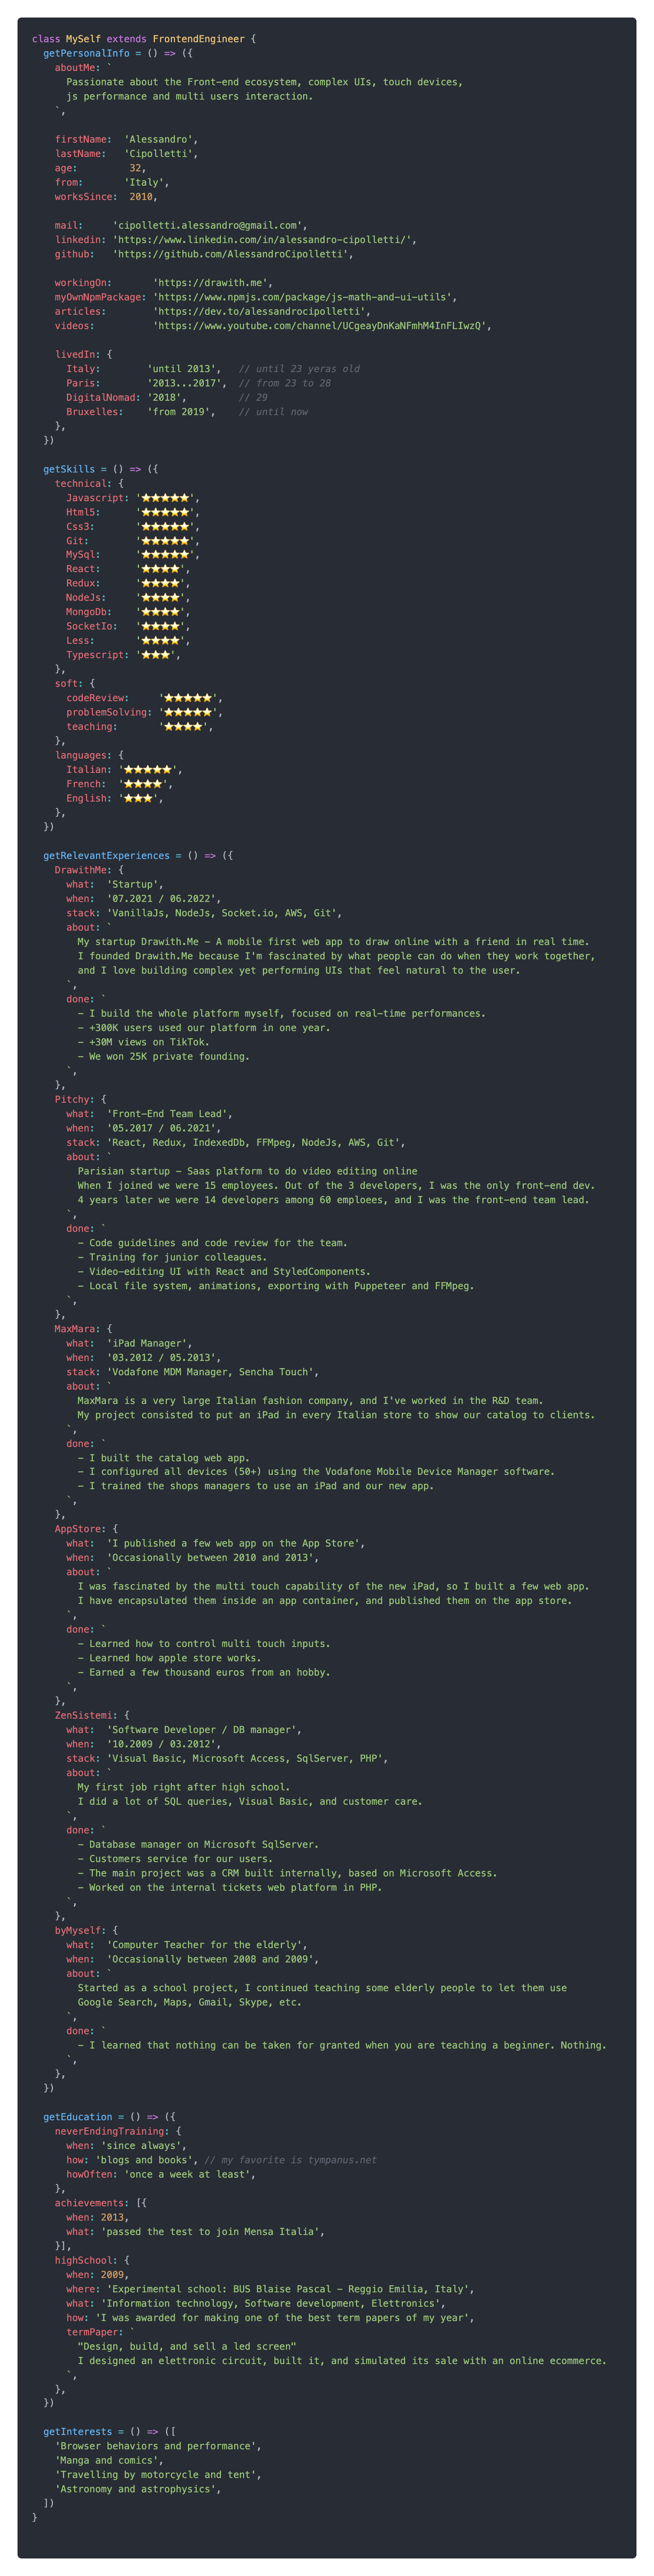 class MySelf extends FrontendEngineer {
  getPersonalInfo = () => ({
    aboutMe: `
      Passionate about the Front-end ecosystem, complex UIs, touch devices,
      js performance and multi users interaction.
    `,

    firstName:  'Alessandro',
    lastName:   'Cipolletti',
    age:         32,
    from:       'Italy',
    worksSince:  2010,

    mail:     'cipolletti.alessandro@gmail.com',
    linkedin: 'https://www.linkedin.com/in/alessandro-cipolletti/',
    github:   'https://github.com/AlessandroCipolletti',

    workingOn:       'https://drawith.me',
    myOwnNpmPackage: 'https://www.npmjs.com/package/js-math-and-ui-utils',
    articles:        'https://dev.to/alessandrocipolletti',
    videos:          'https://www.youtube.com/channel/UCgeayDnKaNFmhM4InFLIwzQ',

    livedIn: {
      Italy:        'until 2013',   // until 23 yeras old
      Paris:        '2013...2017',  // from 23 to 28
      DigitalNomad: '2018',         // 29
      Bruxelles:    'from 2019',    // until now
    },
  })

  getSkills = () => ({
    technical: {
      Javascript: '⭐⭐⭐⭐⭐',
      Html5:      '⭐⭐⭐⭐⭐',
      Css3:       '⭐⭐⭐⭐⭐',
      Git:        '⭐⭐⭐⭐⭐',
      MySql:      '⭐⭐⭐⭐⭐',
      React:      '⭐⭐⭐⭐',
      Redux:      '⭐⭐⭐⭐',
      NodeJs:     '⭐⭐⭐⭐',
      MongoDb:    '⭐⭐⭐⭐',
      SocketIo:   '⭐⭐⭐⭐',
      Less:       '⭐⭐⭐⭐',
      Typescript: '⭐⭐⭐',
    },
    soft: {
      codeReview:     '⭐⭐⭐⭐⭐',
      problemSolving: '⭐⭐⭐⭐⭐',
      teaching:       '⭐⭐⭐⭐',
    },
    languages: {
      Italian: '⭐⭐⭐⭐⭐',
      French:  '⭐⭐⭐⭐',
      English: '⭐⭐⭐',
    },
  })

  getRelevantExperiences = () => ({
    DrawithMe: {
      what:  'Startup',
      when:  '07.2021 / 06.2022',
      stack: 'VanillaJs, NodeJs, Socket.io, AWS, Git',
      about: `
        My startup Drawith.Me - A mobile first web app to draw online with a friend in real time.
        I founded Drawith.Me because I'm fascinated by what people can do when they work together,
        and I love building complex yet performing UIs that feel natural to the user.
      `,
      done: `
        - I build the whole platform myself, focused on real-time performances.
        - +300K users used our platform in one year.
        - +30M views on TikTok.
        - We won 25K private founding.
      `,
    },
    Pitchy: {
      what:  'Front-End Team Lead',
      when:  '05.2017 / 06.2021',
      stack: 'React, Redux, IndexedDb, FFMpeg, NodeJs, AWS, Git',
      about: `
        Parisian startup - Saas platform to do video editing online
        When I joined we were 15 employees. Out of the 3 developers, I was the only front-end dev.
        4 years later we were 14 developers among 60 emploees, and I was the front-end team lead.
      `,
      done: `
        - Code guidelines and code review for the team.
        - Training for junior colleagues.
        - Video-editing UI with React and StyledComponents.
        - Local file system, animations, exporting with Puppeteer and FFMpeg.
      `,
    },
    MaxMara: {
      what:  'iPad Manager',
      when:  '03.2012 / 05.2013',
      stack: 'Vodafone MDM Manager, Sencha Touch',
      about: `
        MaxMara is a very large Italian fashion company, and I've worked in the R&D team.
        My project consisted to put an iPad in every Italian store to show our catalog to clients.
      `,
      done: `
        - I built the catalog web app.
        - I configured all devices (50+) using the Vodafone Mobile Device Manager software.
        - I trained the shops managers to use an iPad and our new app.
      `,
    },
    AppStore: {
      what:  'I published a few web app on the App Store',
      when:  'Occasionally between 2010 and 2013',
      about: `
        I was fascinated by the multi touch capability of the new iPad, so I built a few web app.
        I have encapsulated them inside an app container, and published them on the app store.
      `,
      done: `
        - Learned how to control multi touch inputs.
        - Learned how apple store works.
        - Earned a few thousand euros from an hobby.
      `,
    },
    ZenSistemi: {
      what:  'Software Developer / DB manager',
      when:  '10.2009 / 03.2012',
      stack: 'Visual Basic, Microsoft Access, SqlServer, PHP',
      about: `
        My first job right after high school.
        I did a lot of SQL queries, Visual Basic, and customer care.
      `,
      done: `
        - Database manager on Microsoft SqlServer.
        - Customers service for our users.
        - The main project was a CRM built internally, based on Microsoft Access.
        - Worked on the internal tickets web platform in PHP.
      `,
    },
    byMyself: {
      what:  'Computer Teacher for the elderly',
      when:  'Occasionally between 2008 and 2009',
      about: `
        Started as a school project, I continued teaching some elderly people to let them use
        Google Search, Maps, Gmail, Skype, etc.
      `,
      done: `
        - I learned that nothing can be taken for granted when you are teaching a beginner. Nothing.
      `,
    },
  })

  getEducation = () => ({
    neverEndingTraining: {
      when: 'since always',
      how: 'blogs and books', // my favorite is tympanus.net
      howOften: 'once a week at least',
    },
    achievements: [{
      when: 2013,
      what: 'passed the test to join Mensa Italia',
    }],
    highSchool: {
      when: 2009,
      where: 'Experimental school: BUS Blaise Pascal - Reggio Emilia, Italy',
      what: 'Information technology, Software development, Elettronics',
      how: 'I was awarded for making one of the best term papers of my year',
      termPaper: `
        "Design, build, and sell a led screen"
        I designed an elettronic circuit, built it, and simulated its sale with an online ecommerce.
      `,
    },
  })

  getInterests = () => ([
    'Browser behaviors and performance',
    'Manga and comics',
    'Travelling by motorcycle and tent',
    'Astronomy and astrophysics',
  ])
}